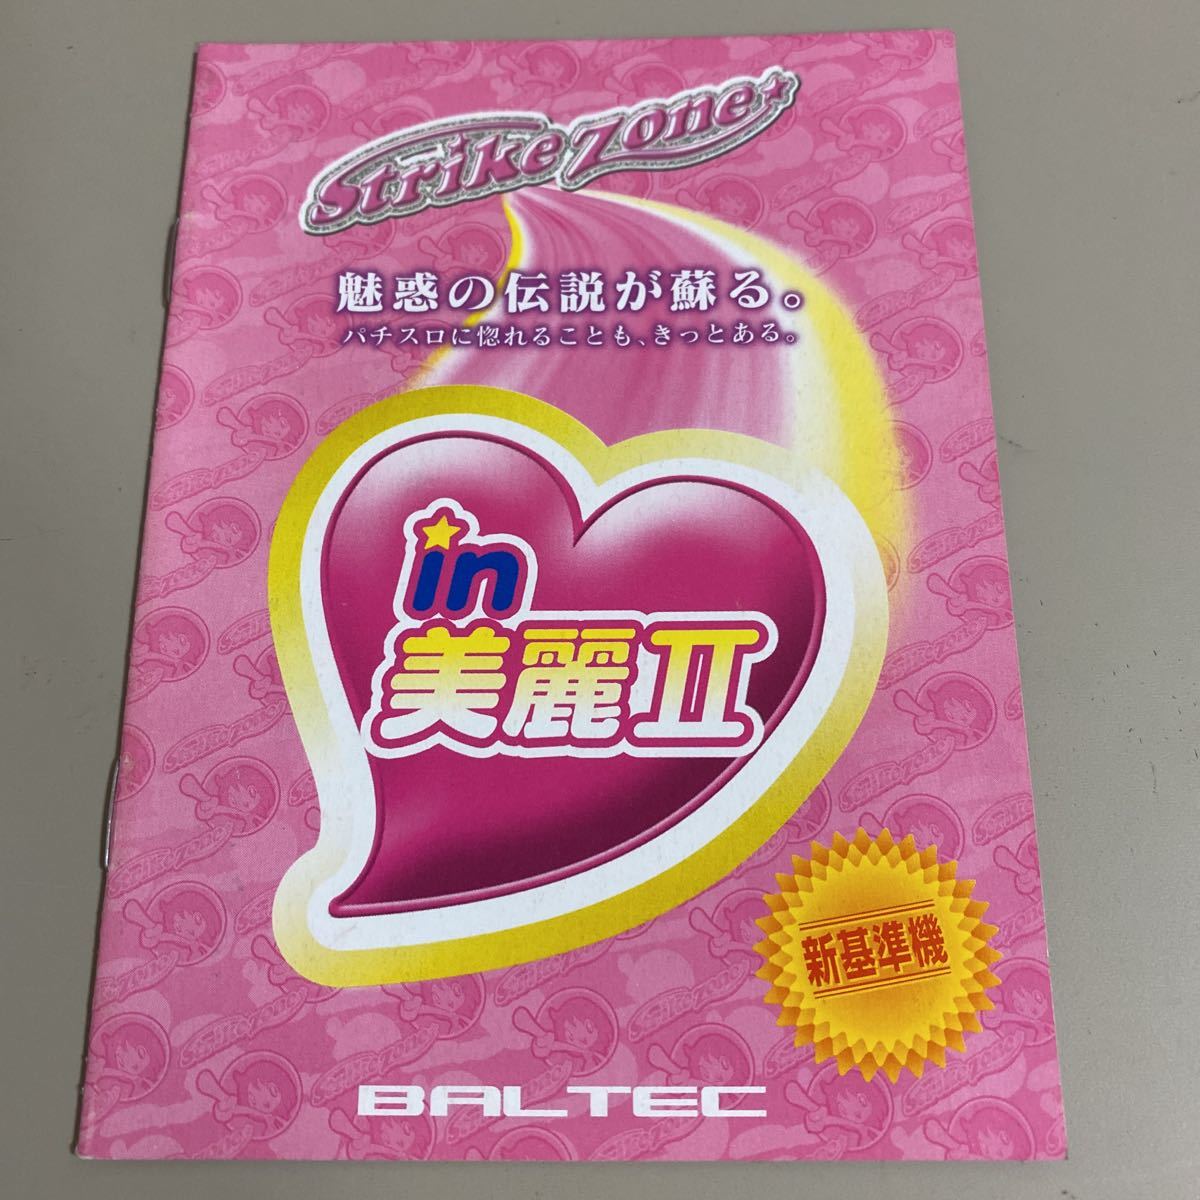 Strike Zone
魅惑の伝説が蘇る。
パチスロに惚れることも、きっとある。
in
美麗II
新基準機
BALTEC